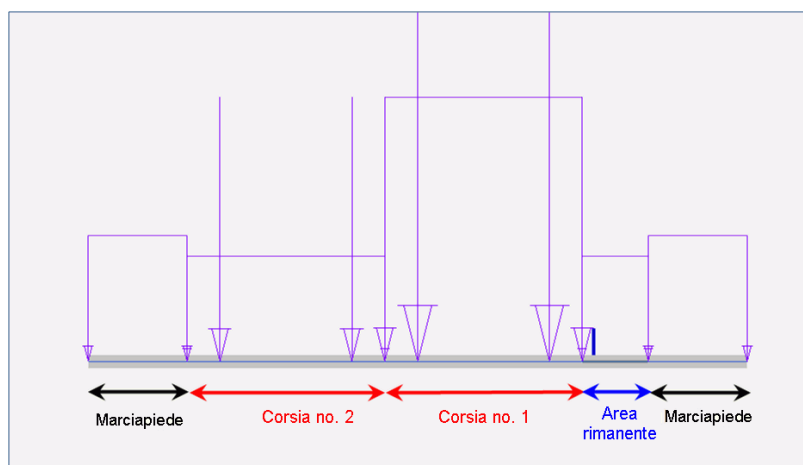 Marciapiede
Corsia no. 2
Corsia no. 1
Area
rimanente
Marciapiede